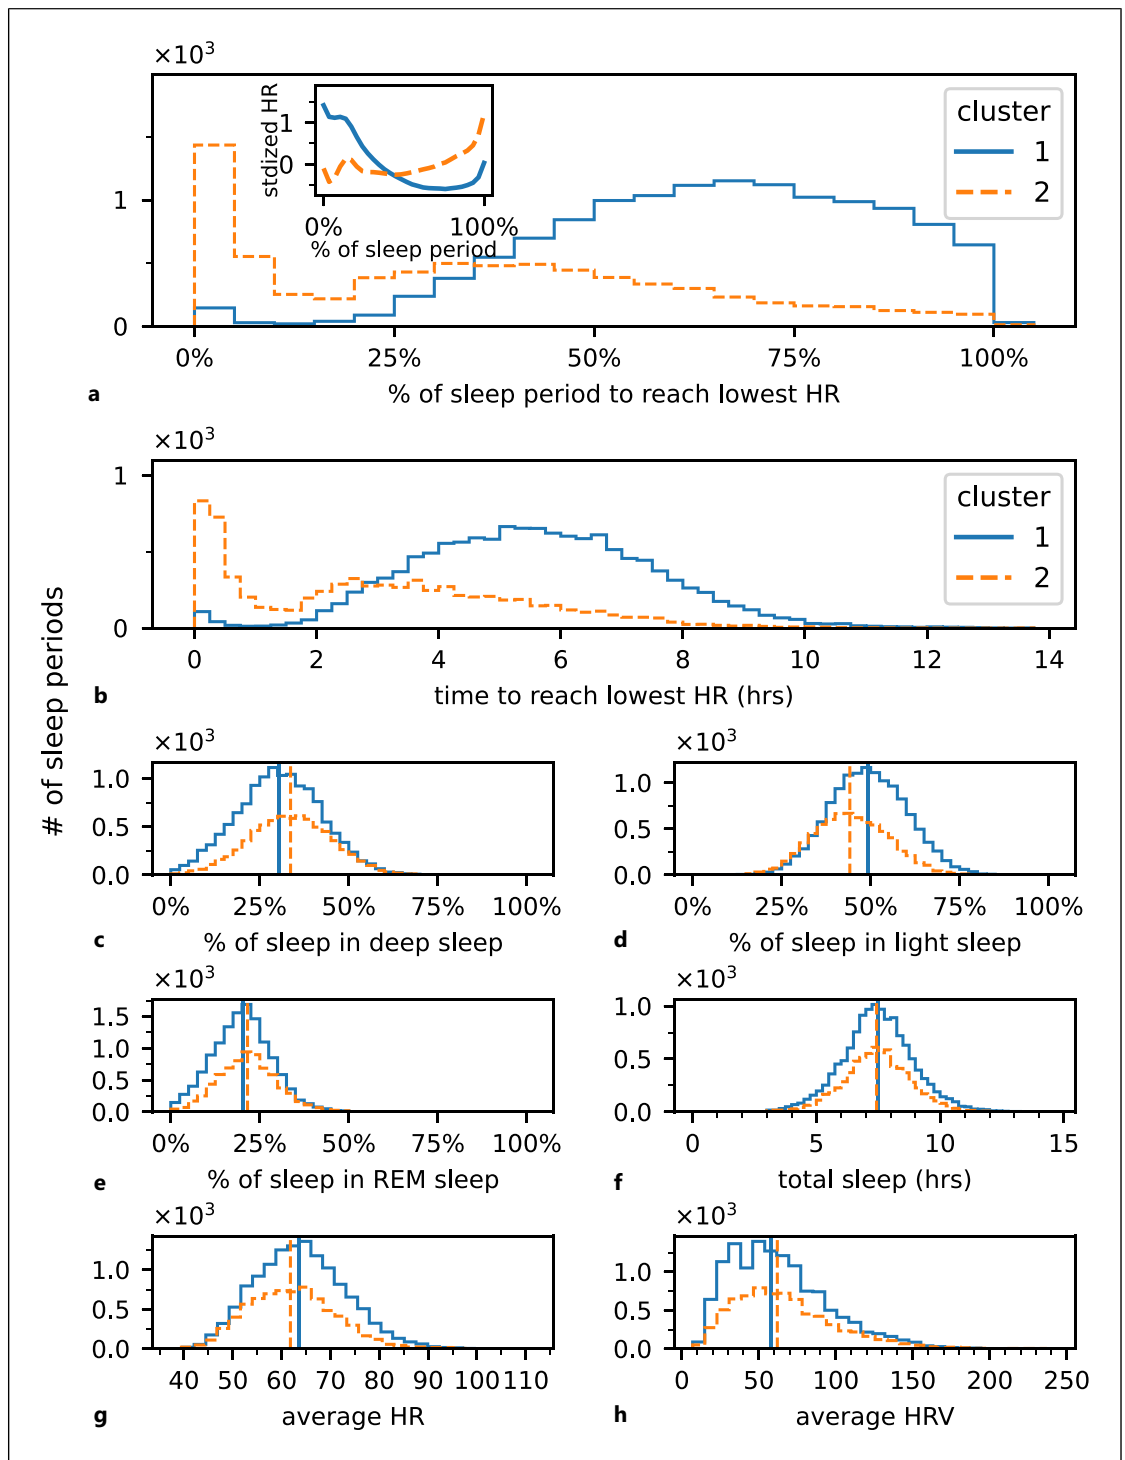 ×10³
stdized HR
1
0
0% 100%
% of sleep period
cluster
1
2
1
0
0% 25% 50% 75% 100%
a % of sleep period to reach lowest HR
×10³
1
0
cluster
1
2
0 2 4 6 8 10 12 14
b time to reach lowest HR (hrs)
# of sleep periods
×10³
1.0
0.5
0.0
0% 25% 50% 75% 100%
c % of sleep in deep sleep
×10³
1.0
0.5
0.0
0% 25% 50% 75% 100%
d % of sleep in light sleep
×10³
1.5
1.0
0.5
0.0
0% 25% 50% 75% 100%
e % of sleep in REM sleep
×10³
1.0
0.5
0.0
0 5 10 15
f total sleep (hrs)
×10³
1.0
0.5
0.0
40 50 60 70 80 90 100 110
g average HR
×10³
1.0
0.5
0.0
0 50 100 150 200 250
h average HRV